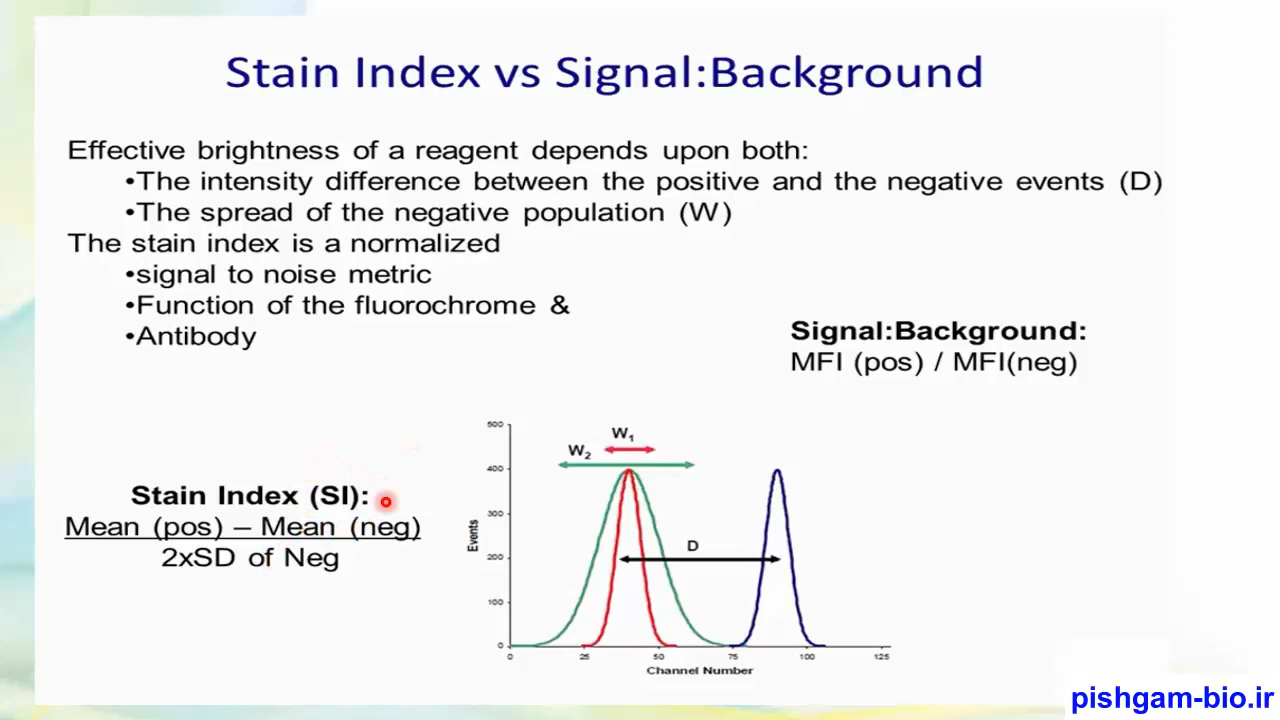 Stain Index vs Signal:Background
Effective brightness of a reagent depends upon both:
•The intensity difference between the positive and the negative events (D)
•The spread of the negative population (W)
The stain index is a normalized
•signal to noise metric
•Function of the fluorochrome &
•Antibody
Signal:Background:
MFI (pos) / MFI(neg)
Stain Index (SI):
Mean (pos) – Mean (neg)
2xSD of Neg
500
400
300
200
100
0
Events
W1
W2
D
0 25 50 75 100 125
Channel Number
pishgam-bio.ir